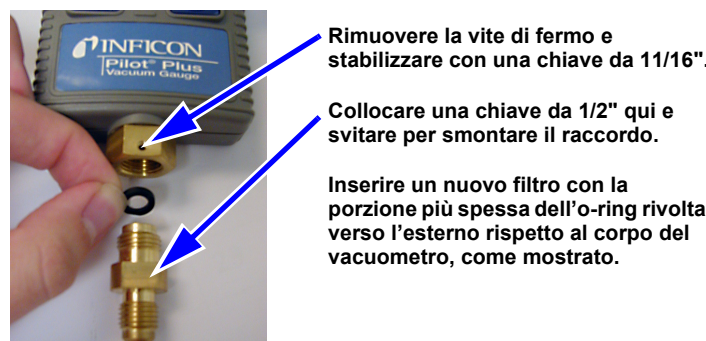 INFICON
Pilot® Plus
Vacuum Gauge
Rimuovere la vite di fermo e
stabilizzare con una chiave da 11/16".
Collocare una chiave da 1/2" qui e
svitare per smontare il raccordo.
Inserire un nuovo filtro con la
porzione più spessa dell’o-ring rivolta
verso l’esterno rispetto al corpo del
vacuometro, come mostrato.